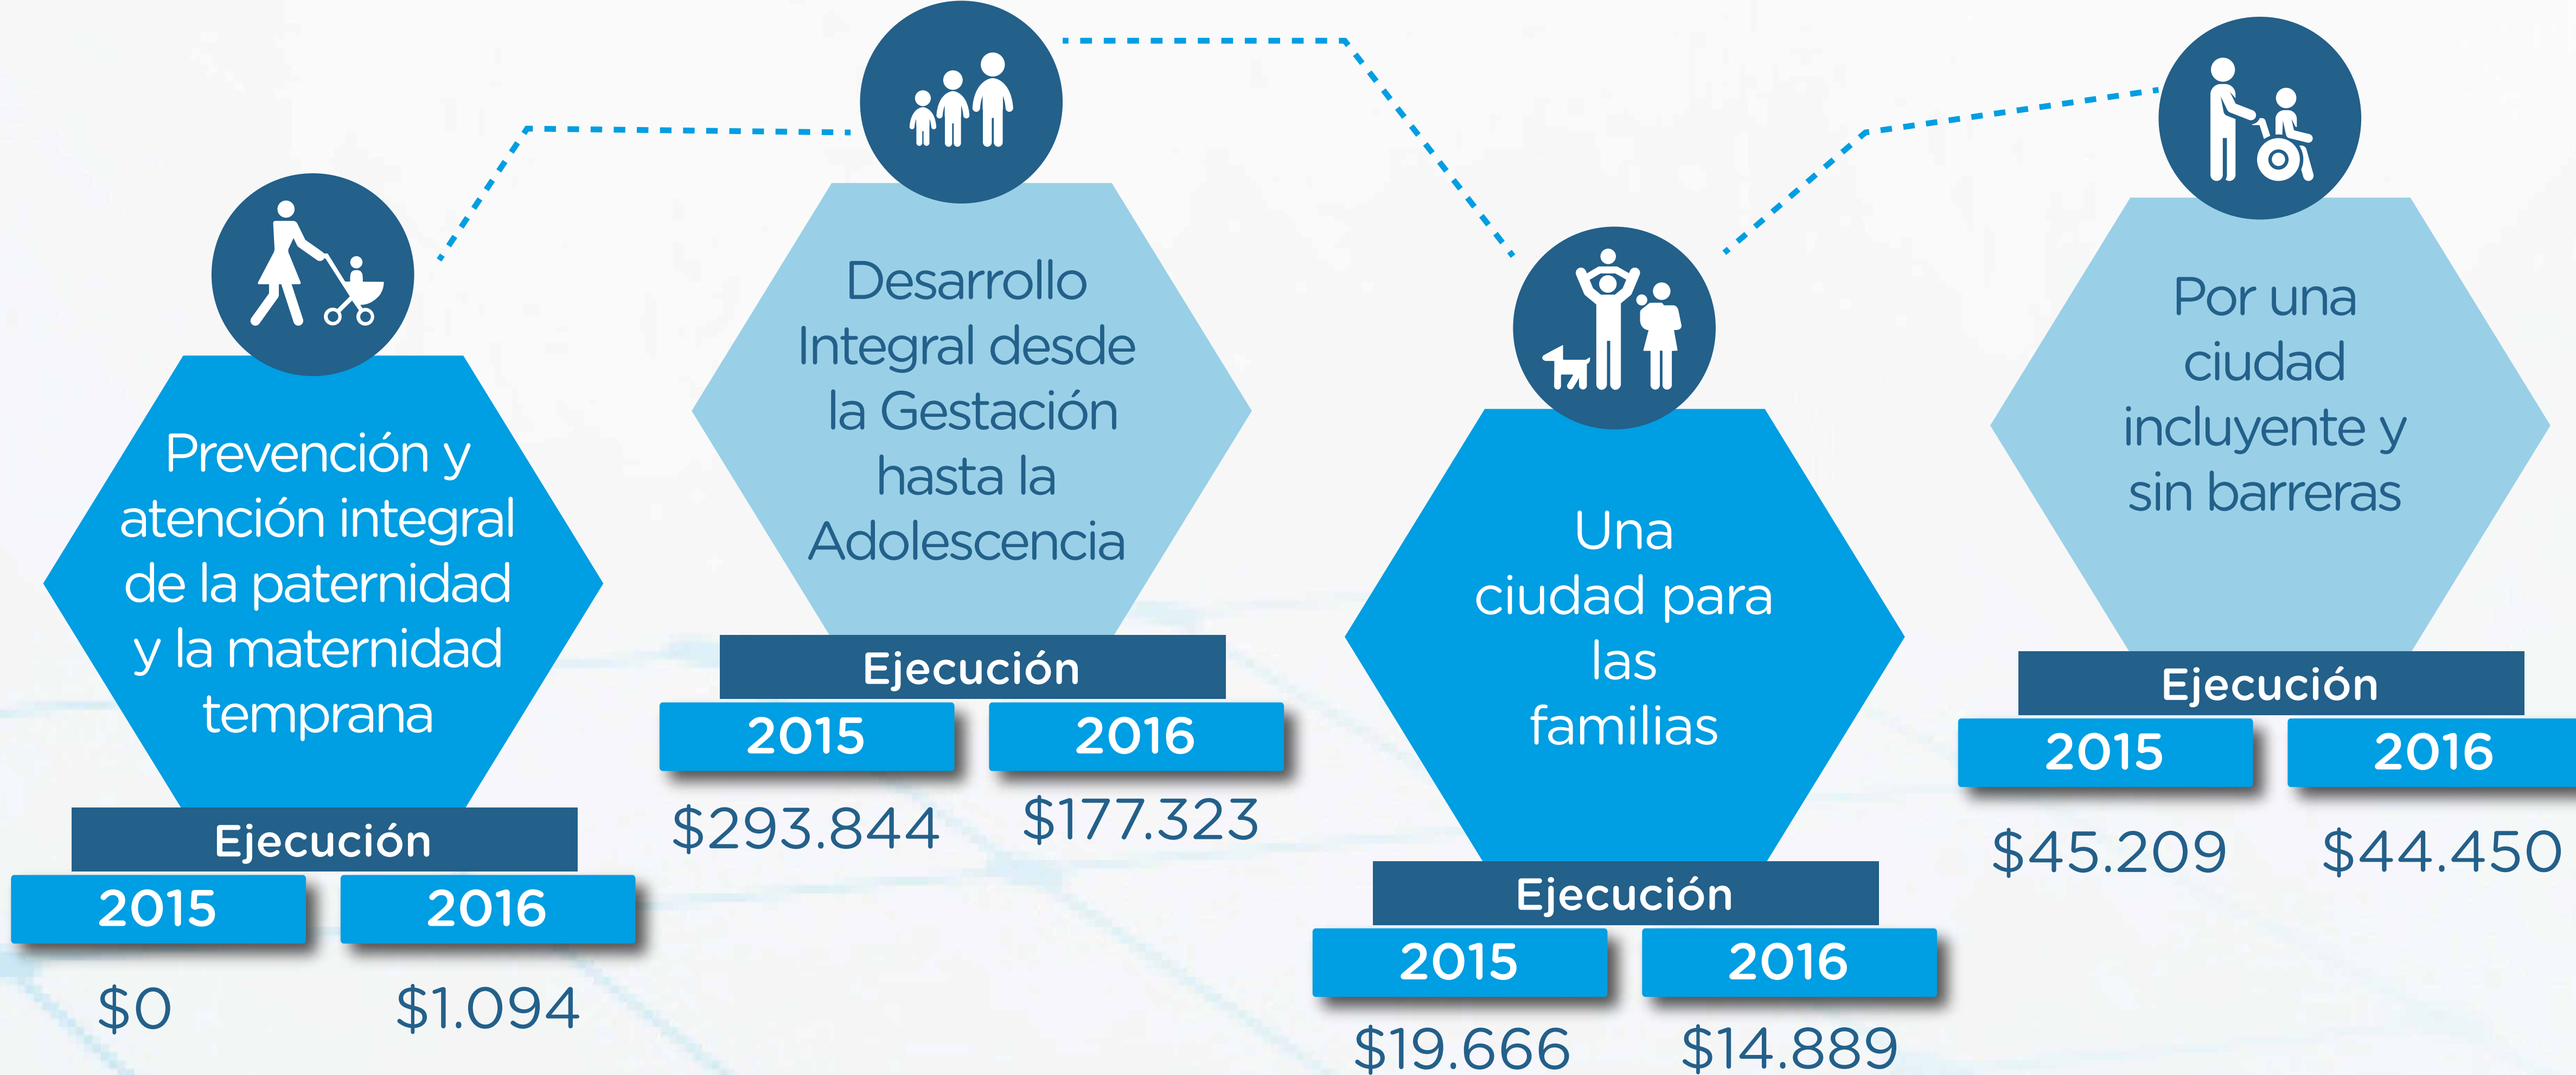 Prevención y
atención integral
de la paternidad
y la maternidad
temprana
Ejecución
2015 2016
$0 $1.094
Desarrollo
Integral desde
la Gestación
hasta la
Adolescencia
Ejecución
2015 2016
$293.844 $177.323
Una
ciudad para
las
familias
Ejecución
2015 2016
$19.666 $14.889
Por una
ciudad
incluyente y
sin barreras
Ejecución
2015 2016
$45.209 $44.450